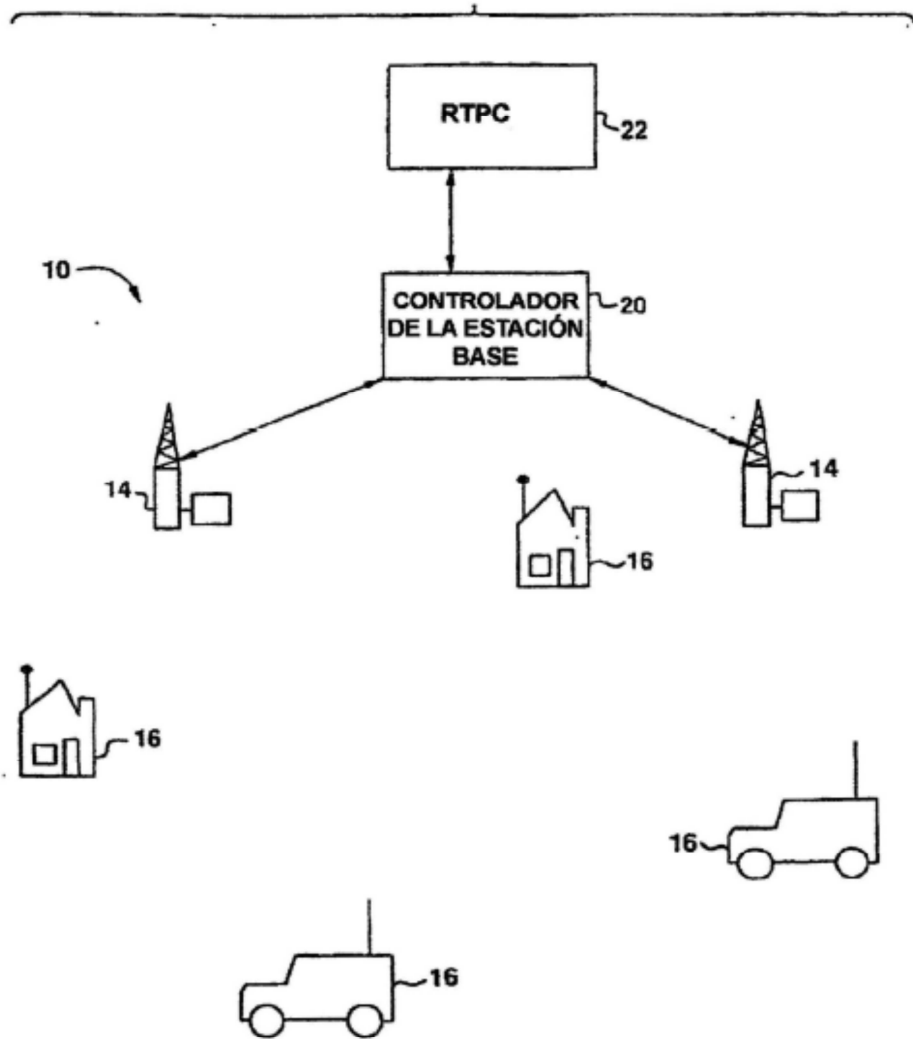 RTPC
22
10
CONTROLADOR
DE LA ESTACIÓN
BASE
20
14
14
16
16
16
16